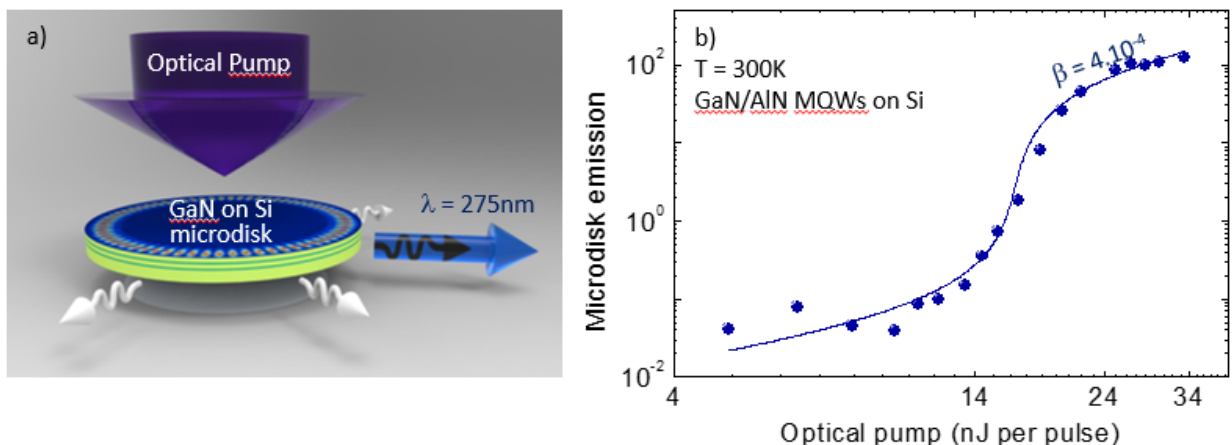 a)
Optical Pump
GaN on Si
microdisk
λ = 275nm
b)
T = 300K
GaN/AlN MQWs on Si
β = 4.10⁻⁴
Microdisk emission
10²
10⁰
10⁻²
4
14
24
34
Optical pump (nJ per pulse)